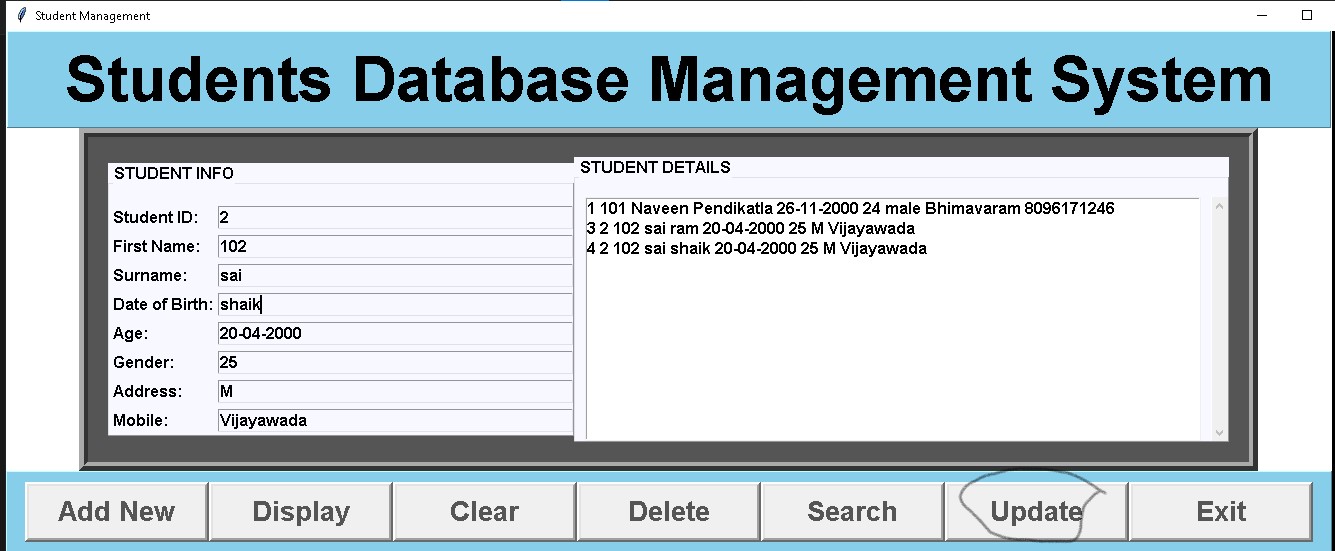 Student Management
Students Database Management System
STUDENT INFO
Student ID: 2
First Name: 102
Surname: sai
Date of Birth: shaik
Age: 20-04-2000
Gender: 25
Address: M
Mobile: Vijayawada
STUDENT DETAILS
1 101 Naveen Pendikatla 26-11-2000 24 male Bhimavaram 8096171246
3 2 102 sai ram 20-04-2000 25 M Vijayawada
4 2 102 sai shaik 20-04-2000 25 M Vijayawada
Add New Display Clear Delete Search Update Exit